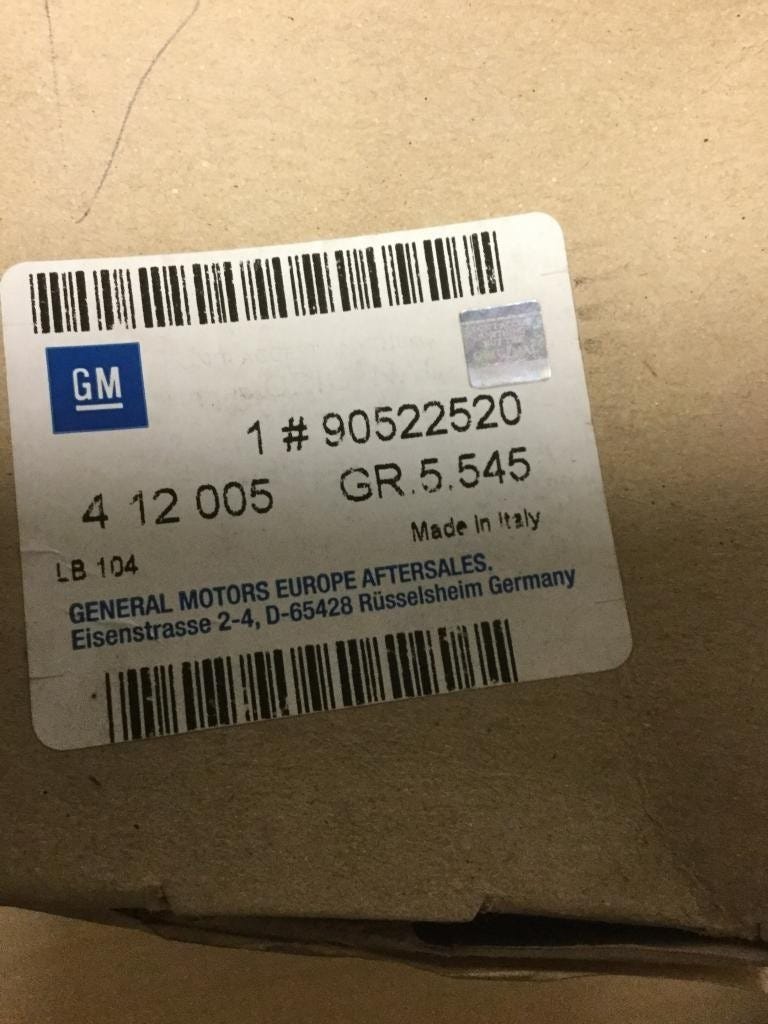 GM
1 # 90522520
4 12 005 GR.5.545
Made in Italy
LB 104
GENERAL MOTORS EUROPE AFTERSALES.
Eisenstrasse 2-4, D-65428 Rüsselsheim Germany